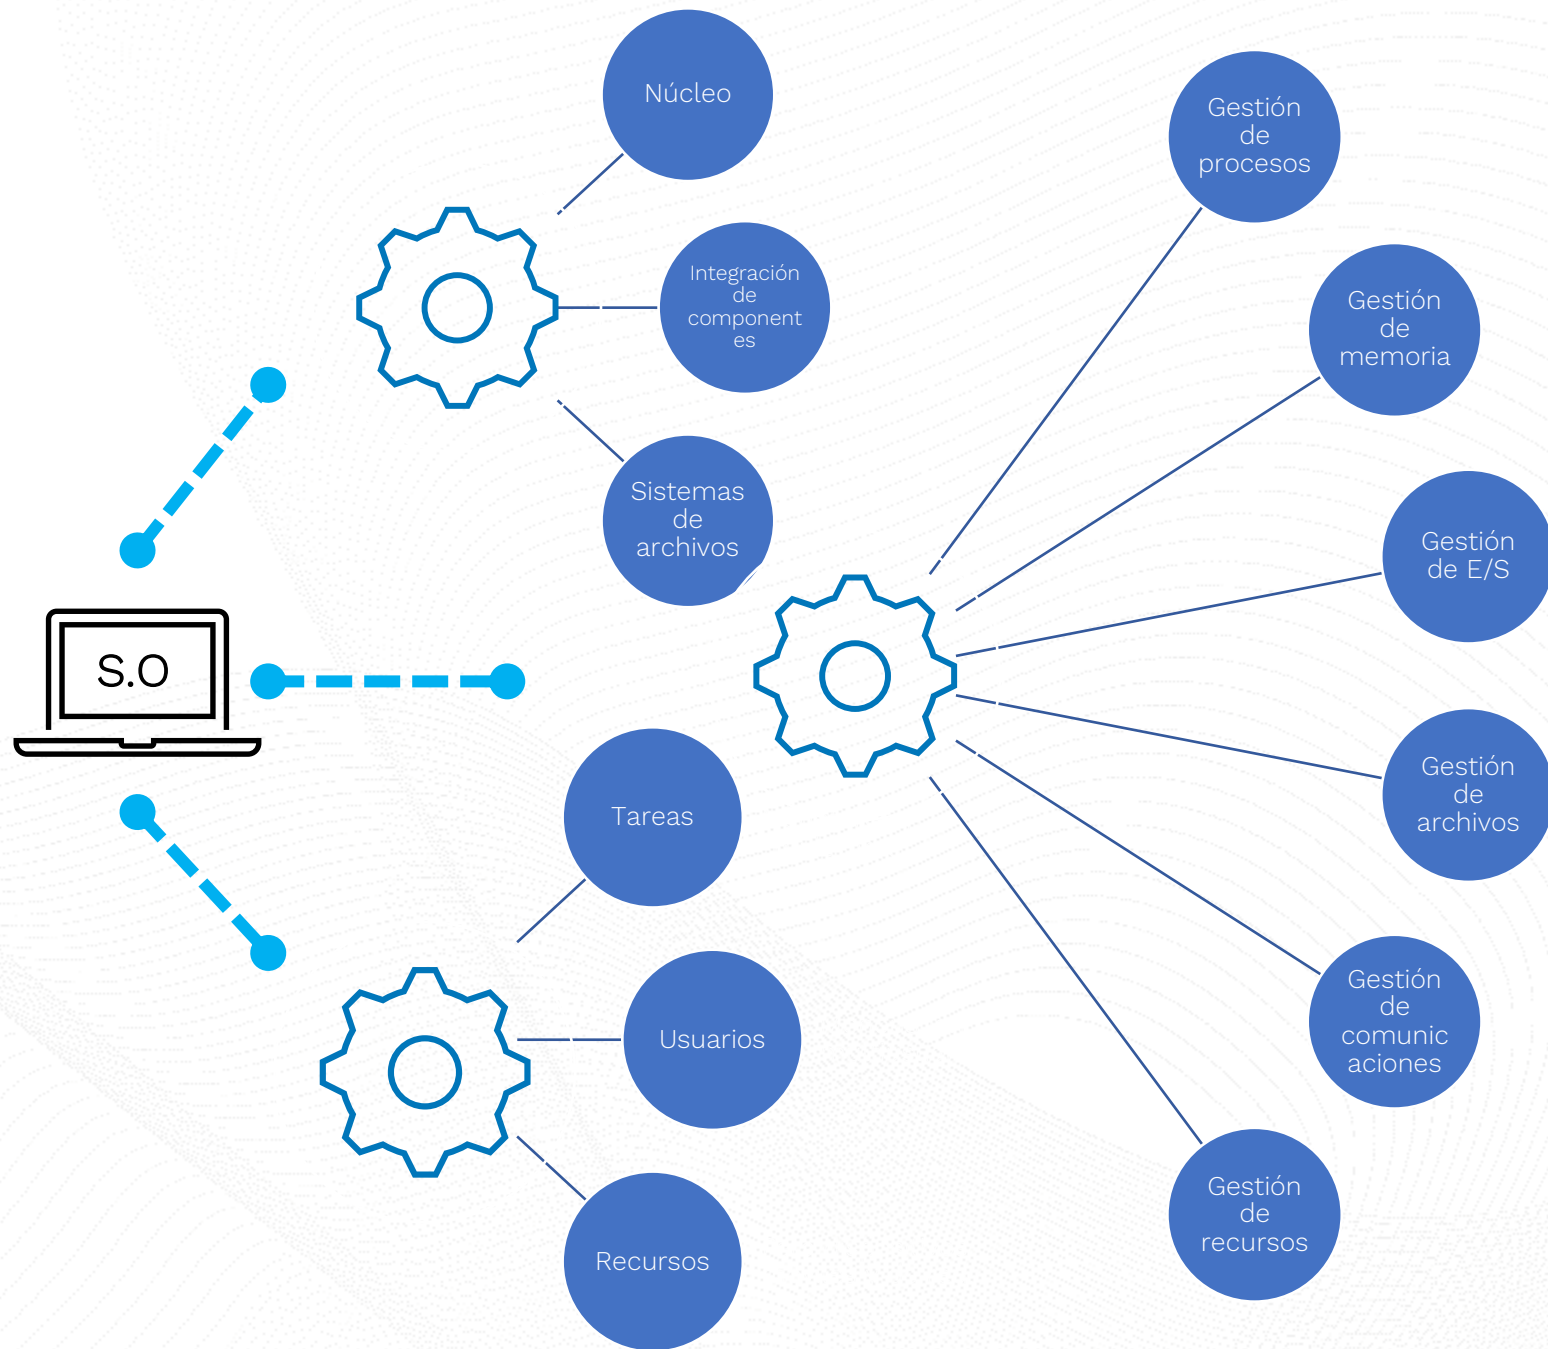 Núcleo
Integración
de
component
es
Sistemas
de
archivos
S.O
Tareas
Usuarios
Recursos
Gestión
de
procesos
Gestión
de
memoria
Gestión
de E/S
Gestión
de
archivos
Gestión
de
comunic
aciones
Gestión
de
recursos